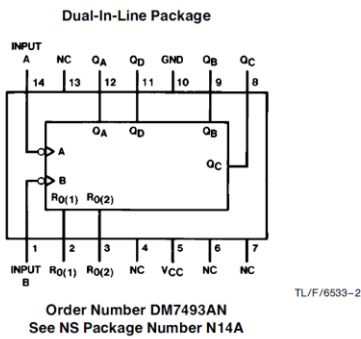 Dual-In-Line Package
INPUT
A NC QA QD GND QB QC
14 13 12 11 10 9 8
QA QD QB
A
QC
B
R0(1) R0(2)
1 2 3 4 5 6 7
INPUT R0(1) R0(2) NC VCC NC NC
B
TL/F/6533–2
Order Number DM7493AN
See NS Package Number N14A